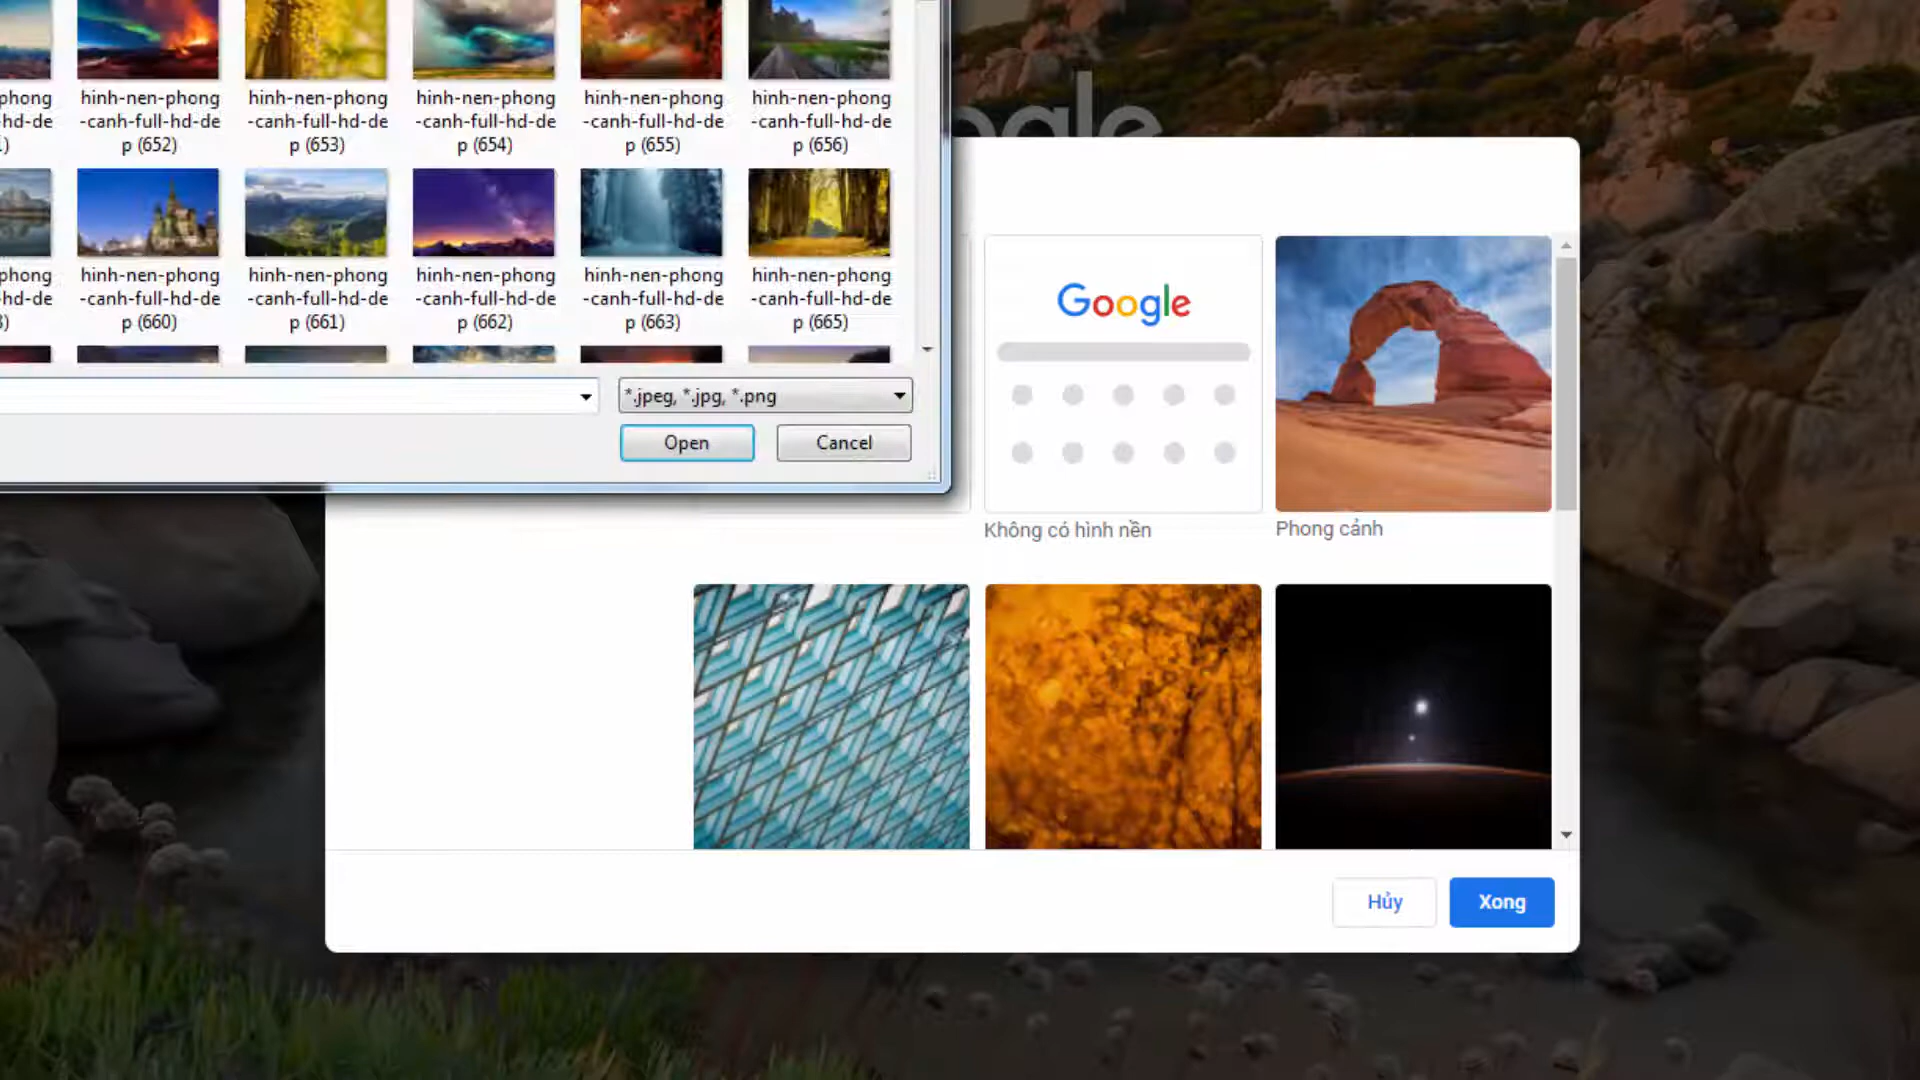 phong hinh-nen-phong hinh-nen-phong hinh-nen-phong hinh-nen-phong hinh-nen-phong
hd-de -canh-full-hd-de -canh-full-hd-de -canh-full-hd-de -canh-full-hd-de -canh-full-hd-de
p (652) p (653) p (654) p (655) p (656)
phong hinh-nen-phong hinh-nen-phong hinh-nen-phong hinh-nen-phong hinh-nen-phong
hd-de -canh-full-hd-de -canh-full-hd-de -canh-full-hd-de -canh-full-hd-de -canh-full-hd-de
p (660) p (661) p (662) p (663) p (665)
*.jpeg, *.jpg, *.png
Open Cancel
Google
Không có hình nền
Phong cảnh
Hủy Xong